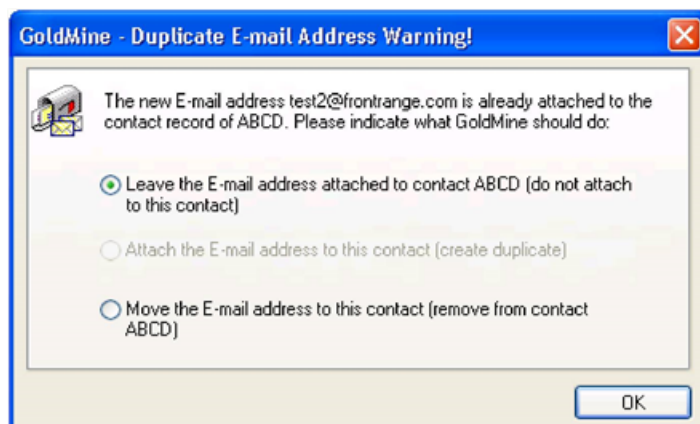 GoldMine - Duplicate E-mail Address Warning!
The new E-mail address test2@frontrange.com is already attached to the
contact record of ABCD. Please indicate what GoldMine should do:
Leave the E-mail address attached to contact ABCD (do not attach
to this contact)
Attach the E-mail address to this contact (create duplicate)
Move the E-mail address to this contact (remove from contact
ABCD)
OK